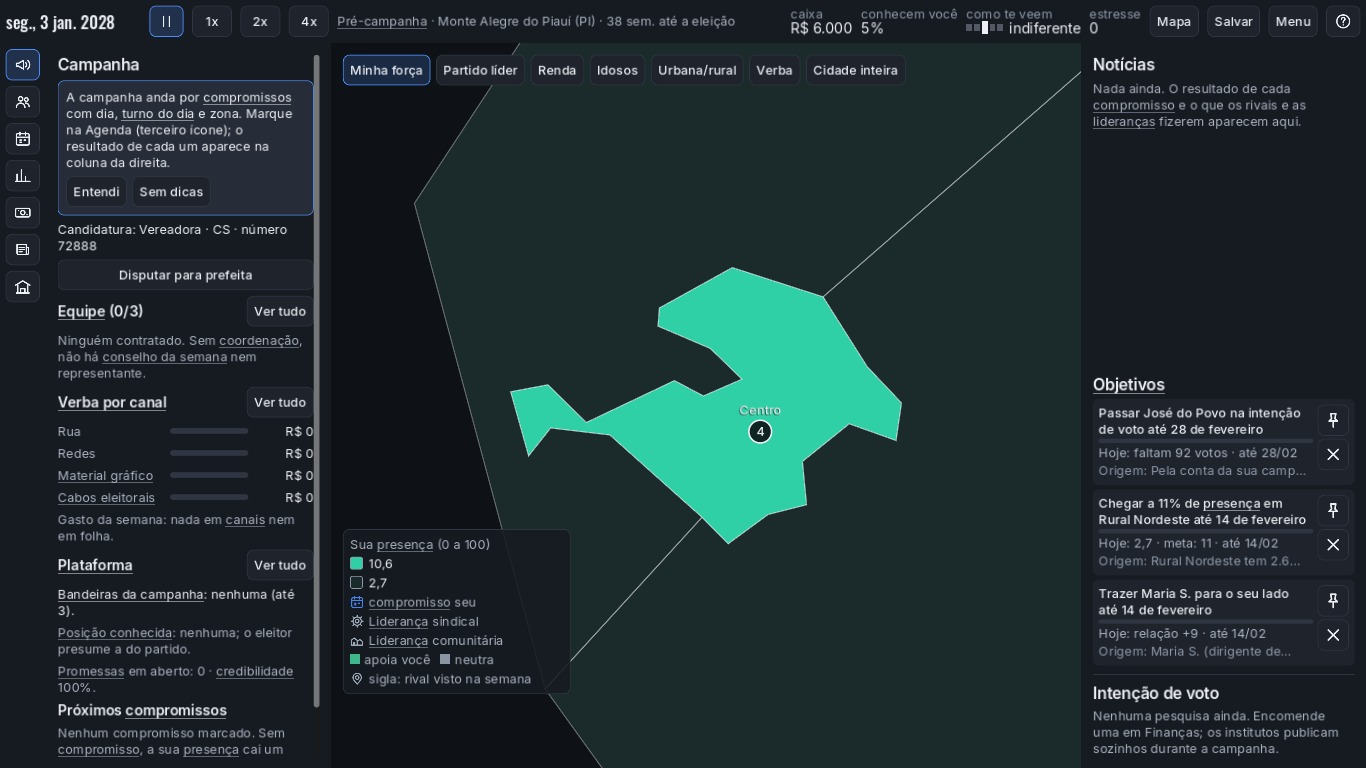 seg., 3 jan. 2028
1x
2x
4x
Pré-campanha · Monte Alegre do Piauí (PI) · 38 sem. até a eleição
caixa
R$ 6.000
conhecem você
5%
como te veem
indiferente
estresse
0
Mapa
Salvar
Menu
Campanha
A campanha anda por compromissos
com dia, turno do dia e zona. Marque
na Agenda (terceiro ícone); o
resultado de cada um aparece na
coluna da direita.
Entendi
Sem dicas
Candidatura: Vereadora · CS · número
72888
Disputar para prefeita
Equipe (0/3)
Ver tudo
Ninguém contratado. Sem coordenação,
não há conselho da semana nem
representante.
Verba por canal
Ver tudo
Rua R$ 0
Redes R$ 0
Material gráfico R$ 0
Cabos eleitorais R$ 0
Gasto da semana: nada em canais nem
em folha.
Plataforma
Ver tudo
Bandeiras da campanha: nenhuma (até
3).
Posição conhecida: nenhuma; o eleitor
presume a do partido.
Promessas em aberto: 0 · credibilidade
100%.
Próximos compromissos
Nenhum compromisso marcado. Sem
compromisso, a sua presença cai um
Minha força
Partido líder
Renda
Idosos
Urbana/rural
Verba
Cidade inteira
Centro
4
Sua presença (0 a 100)
10,6
2,7
compromisso seu
Liderança sindical
Liderança comunitária
apoia você neutra
sigla: rival visto na semana
Notícias
Nada ainda. O resultado de cada
compromisso e o que os rivais e as
lideranças fizerem aparecem aqui.
Objetivos
Passar José do Povo na intenção
de voto até 28 de fevereiro
Hoje: faltam 92 votos · até 28/02
Origem: Pela conta da sua camp...
Chegar a 11% de presença em
Rural Nordeste até 14 de fevereiro
Hoje: 2,7 · meta: 11 · até 14/02
Origem: Rural Nordeste tem 2.6...
Trazer Maria S. para o seu lado
até 14 de fevereiro
Hoje: relação +9 · até 14/02
Origem: Maria S. (dirigente de...
Intenção de voto
Nenhuma pesquisa ainda. Encomende
uma em Finanças; os institutos publicam
sozinhos durante a campanha.